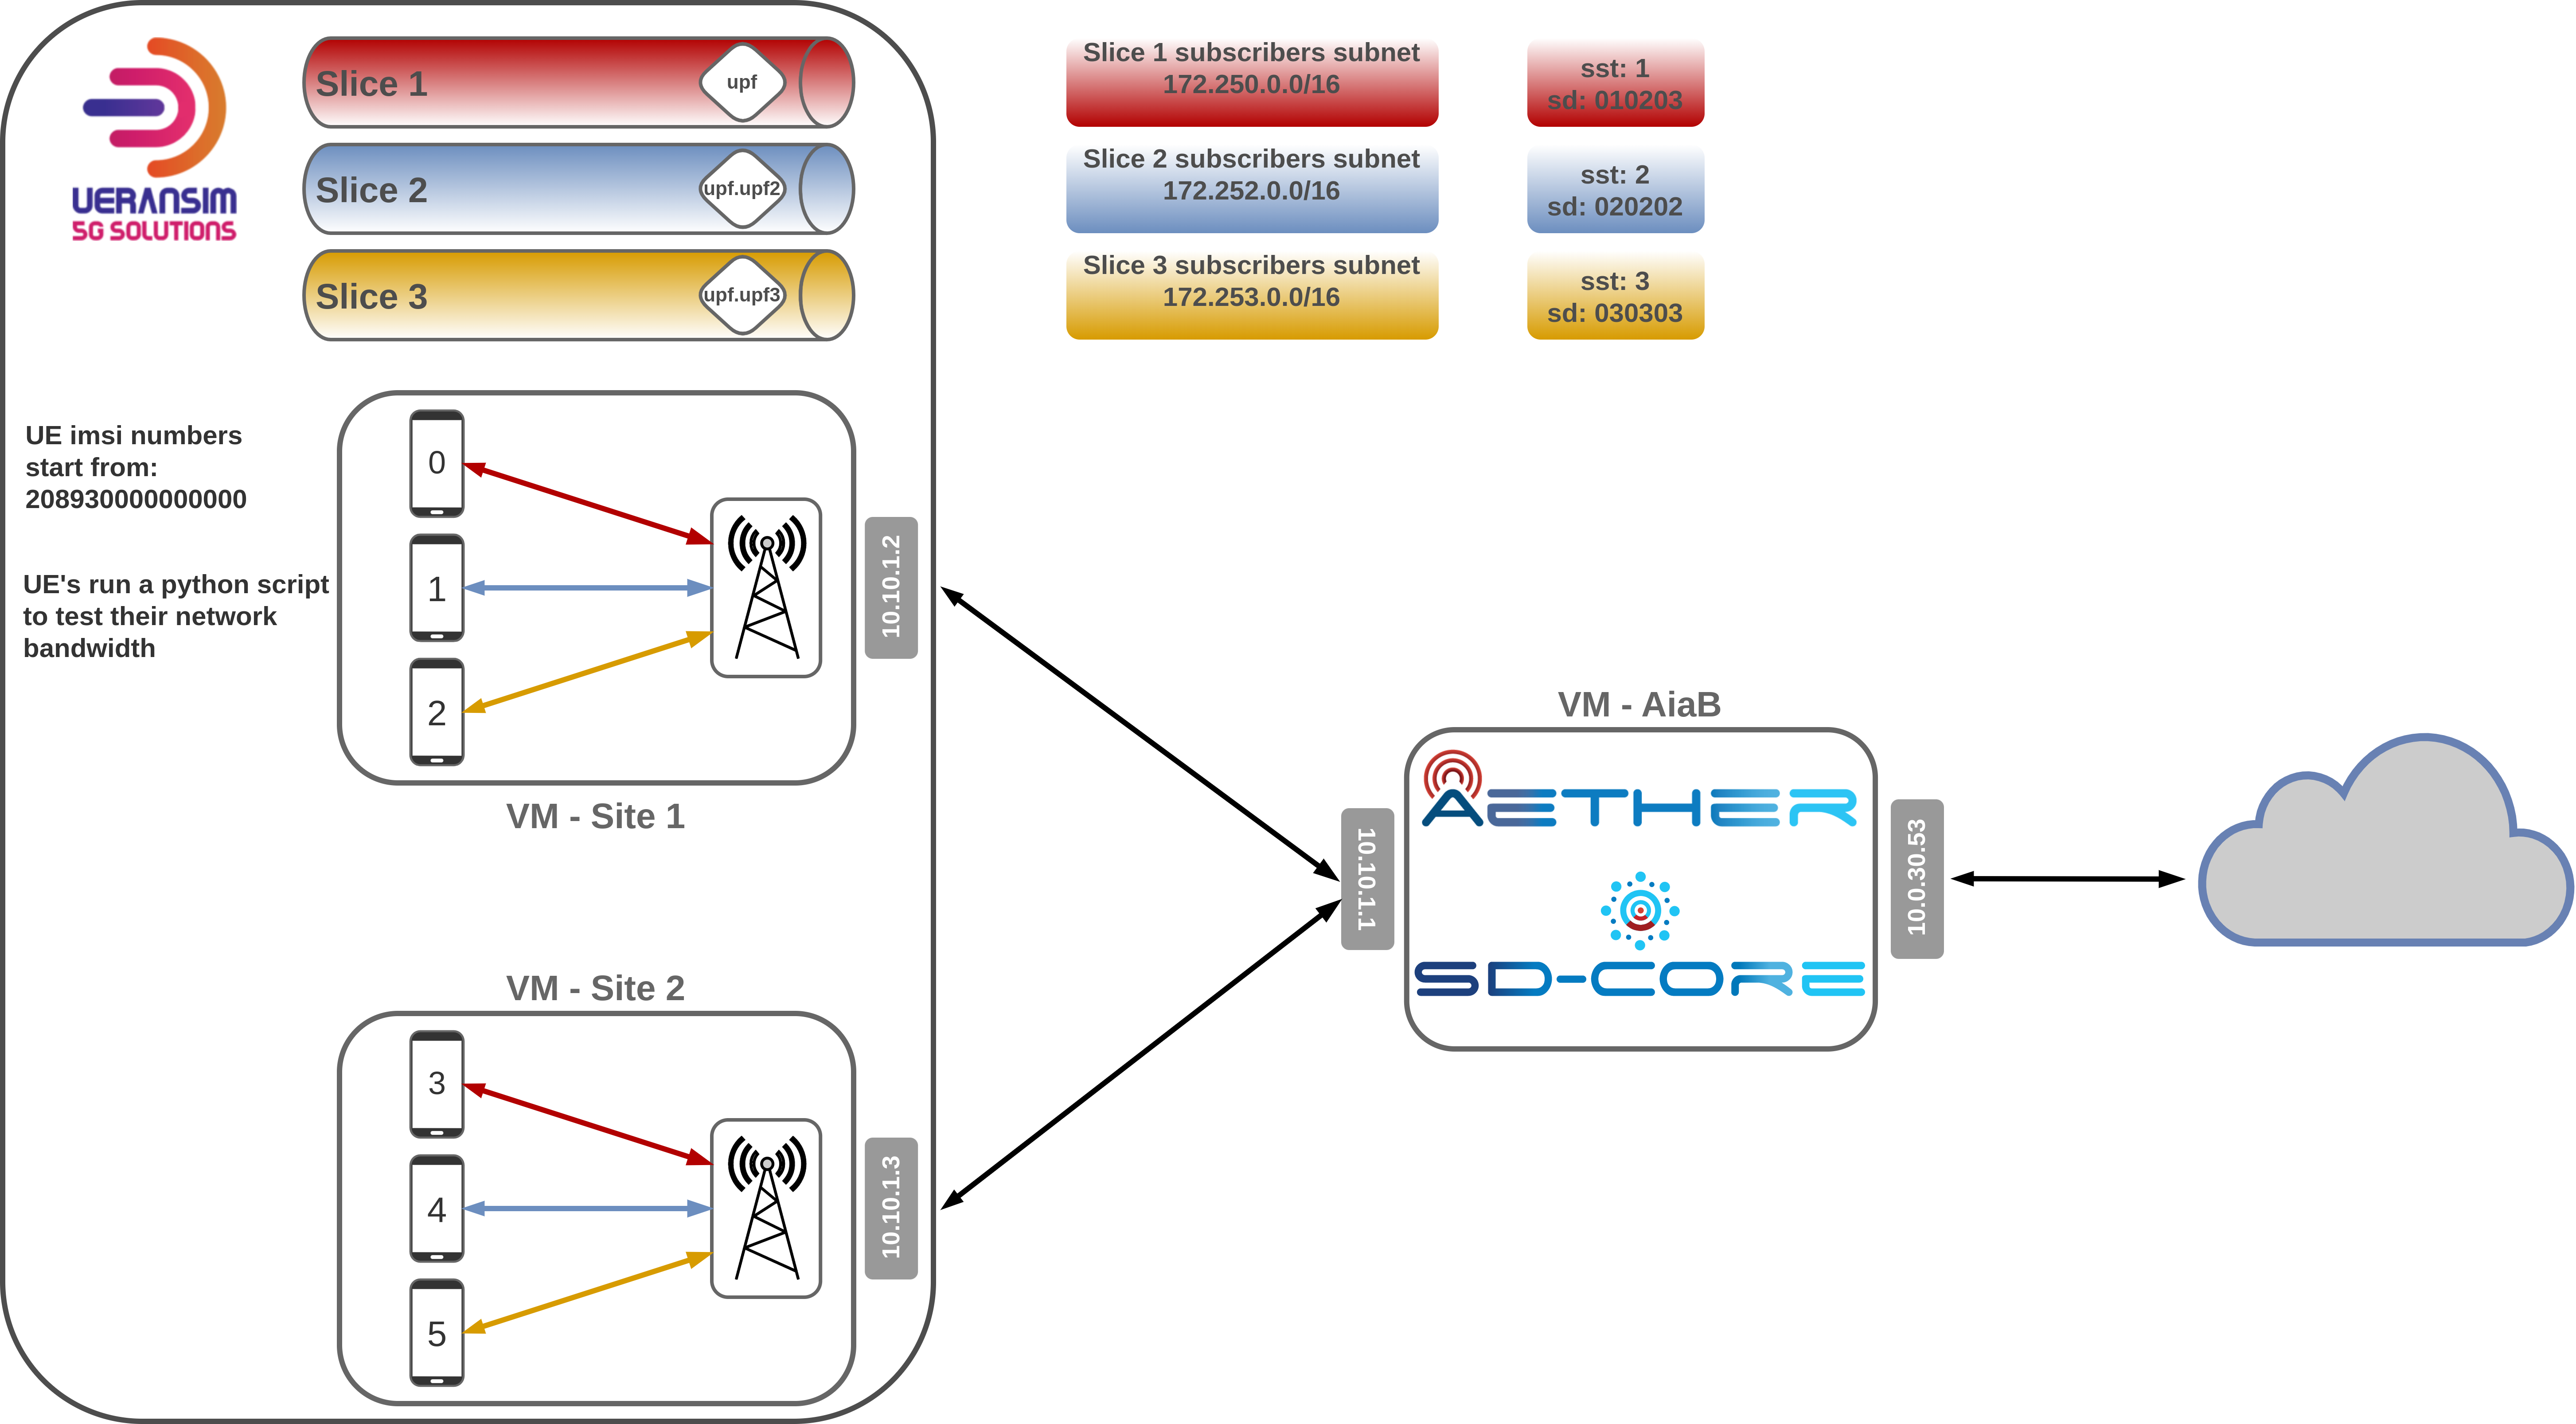 UERANSIM
5G SOLUTIONS
Slice 1
upf
Slice 2
upf.upf2
Slice 3
upf.upf3
Slice 1 subscribers subnet
172.250.0.0/16
sst: 1
sd: 010203
Slice 2 subscribers subnet
172.252.0.0/16
sst: 2
sd: 020202
Slice 3 subscribers subnet
172.253.0.0/16
sst: 3
sd: 030303
UE imsi numbers
start from:
208930000000000
UE's run a python script
to test their network
bandwidth
0
1
2
10.10.1.2
VM - Site 1
VM - Site 2
3
4
5
10.10.1.3
VM - AiaB
10.10.1.1
AETHER
SD-CORE
10.0.30.53